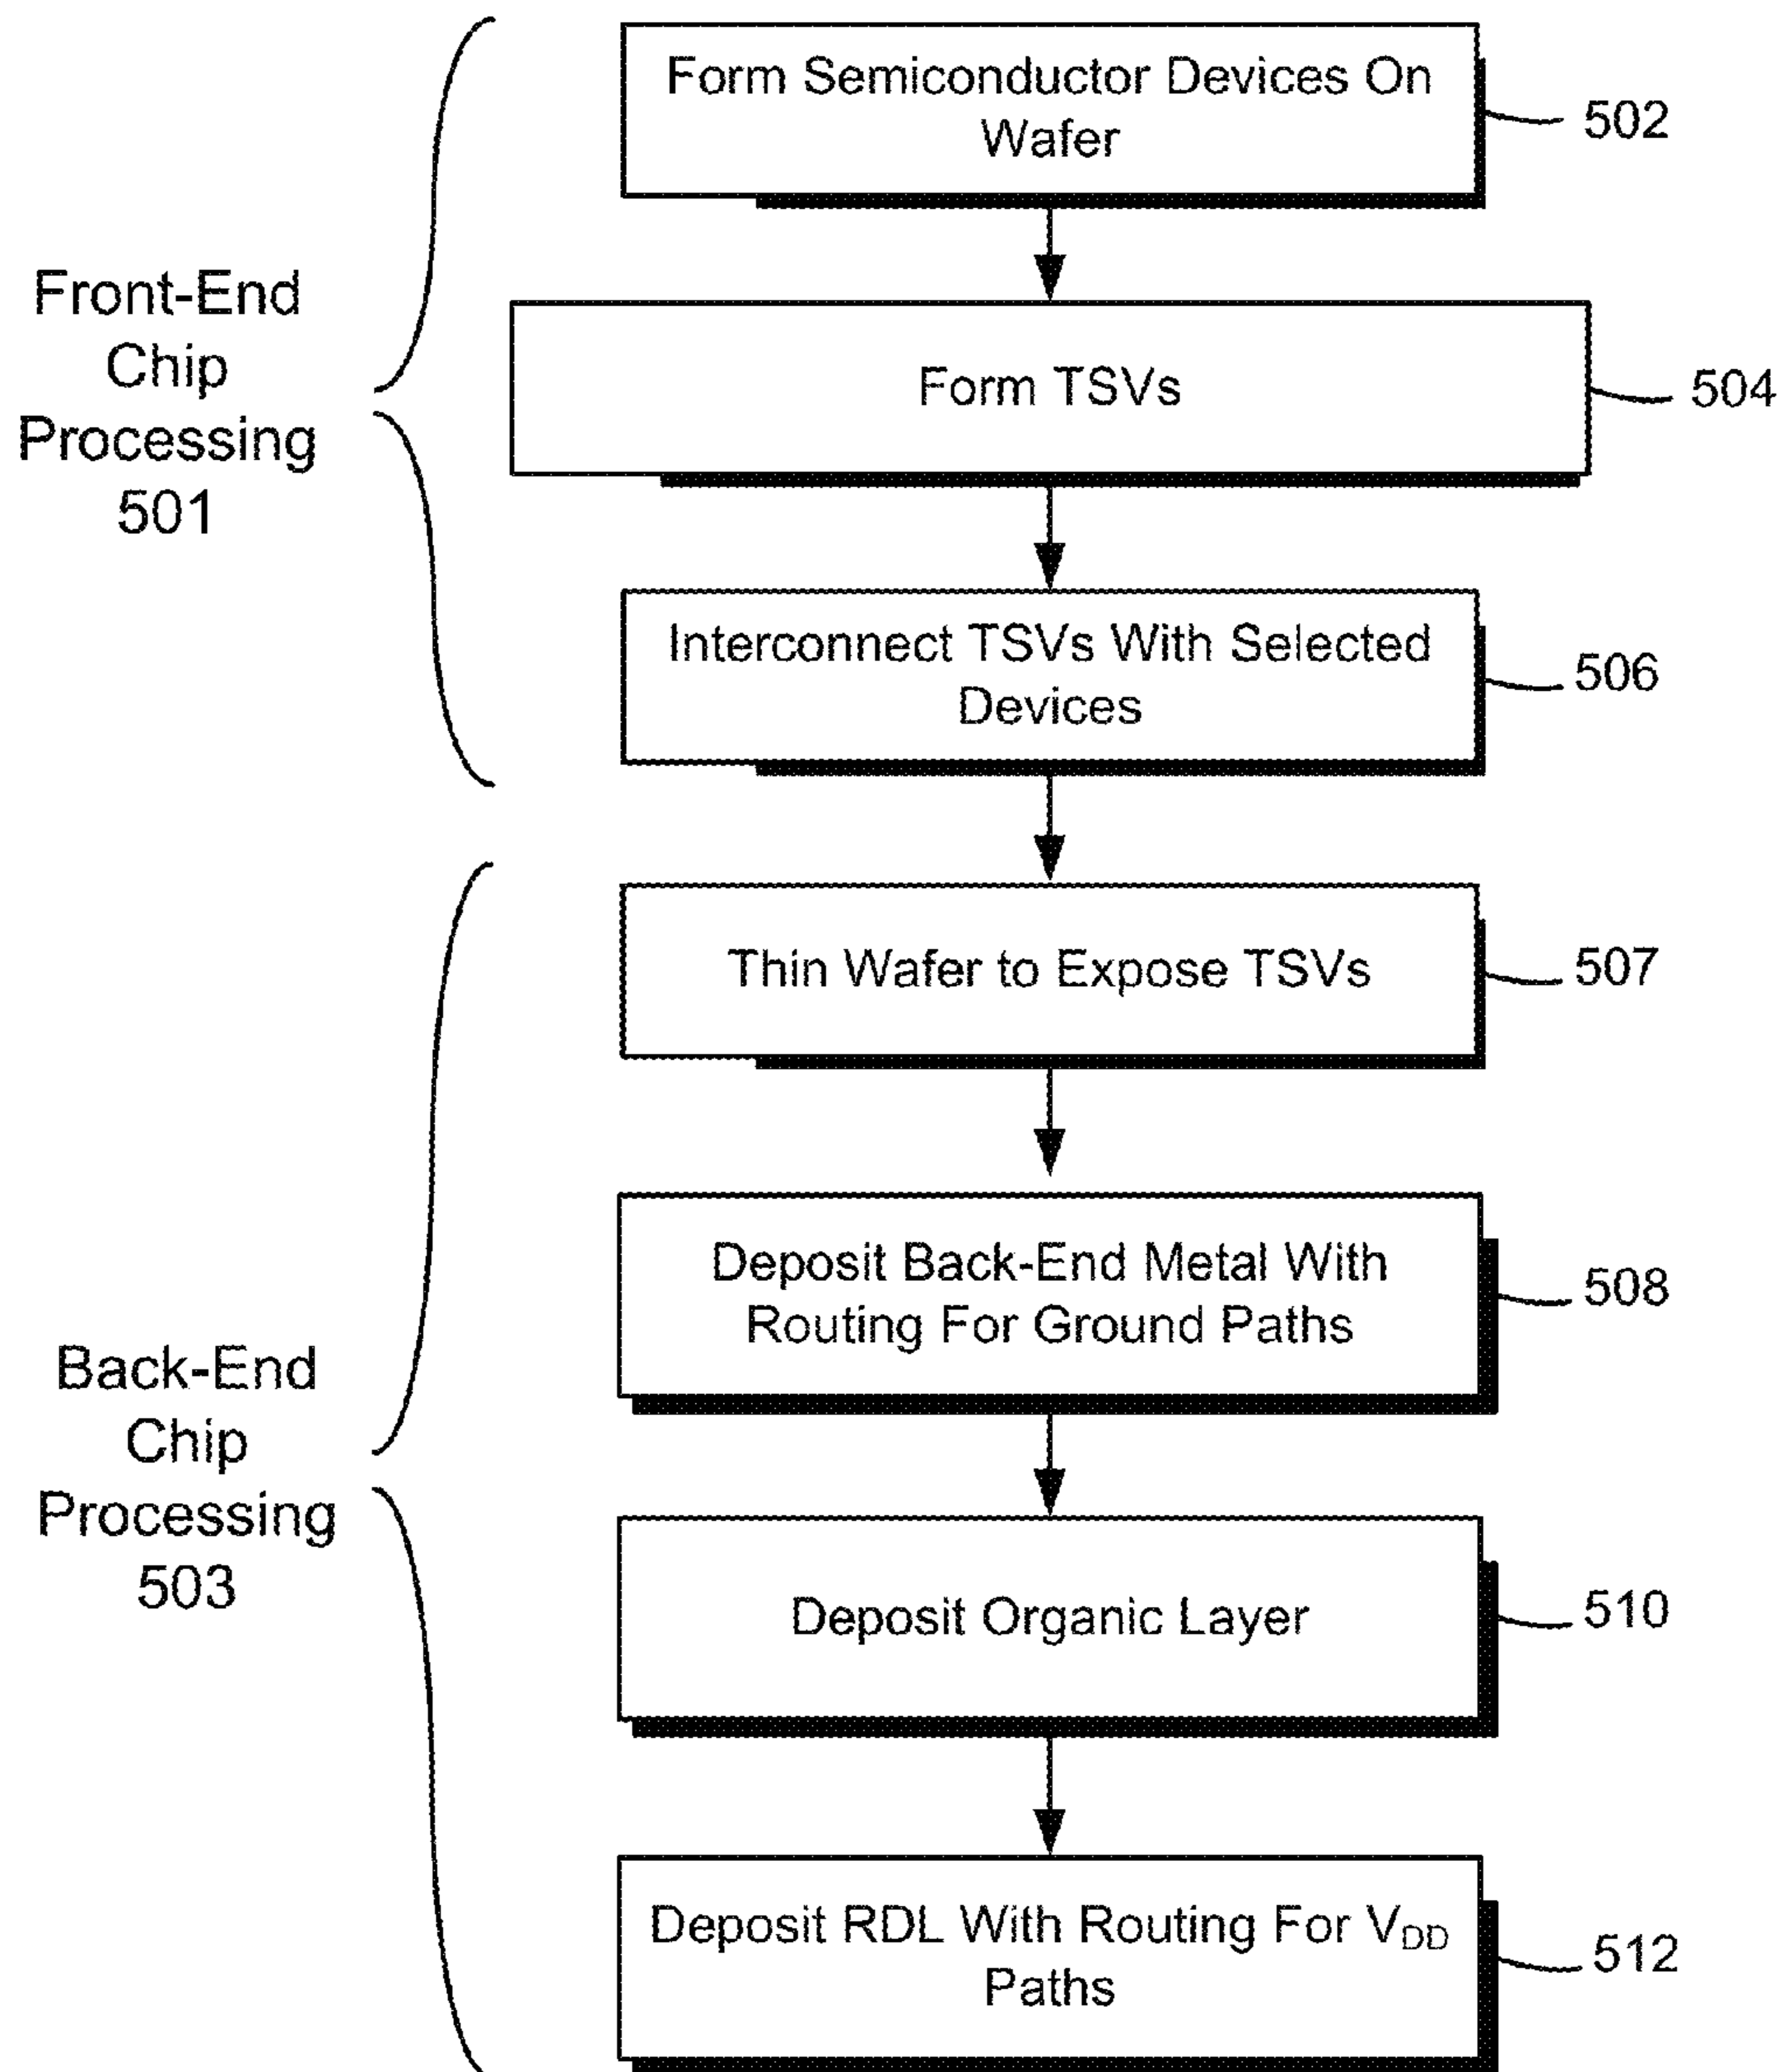 Form Semiconductor Devices On
Wafer
502
Front-End
Chip
Processing
501
Form TSVs
504
Interconnect TSVs With Selected
Devices
506
Thin Wafer to Expose TSVs
507
Deposit Back-End Metal With
Routing For Ground Paths
508
Back-End
Chip
Processing
503
Deposit Organic Layer
510
Deposit RDL With Routing For VDD
Paths
512